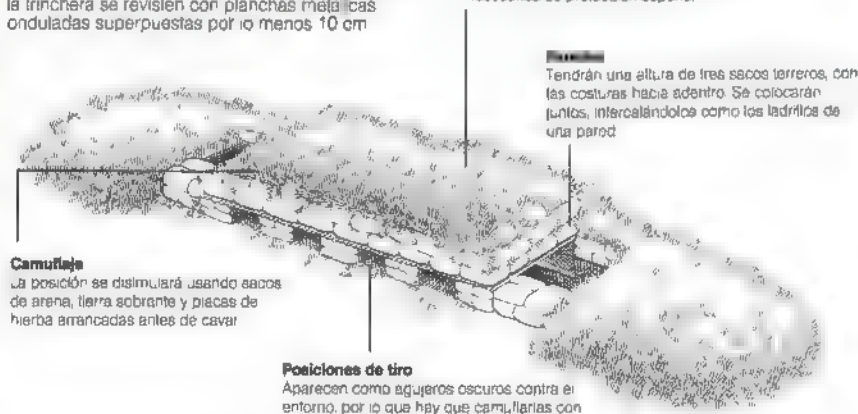 la trinchera se revisten con planchas metálicas
onduladas superpuestas por lo menos 10 cm
Tendrán una altura de tres sacos terreros, con
las costuras hacia adentro. Se colocarán
juntos, intercalándolos como los ladrillos de
una pared
Camuflaje
La posición se disimulará usando sacos
de arena, tierra sobrante y placas de
hierba arrancadas antes de cavar
Posiciones de tiro
Aparecen como agujeros oscuros contra el
entorno, por lo que hay que camuflarlas con